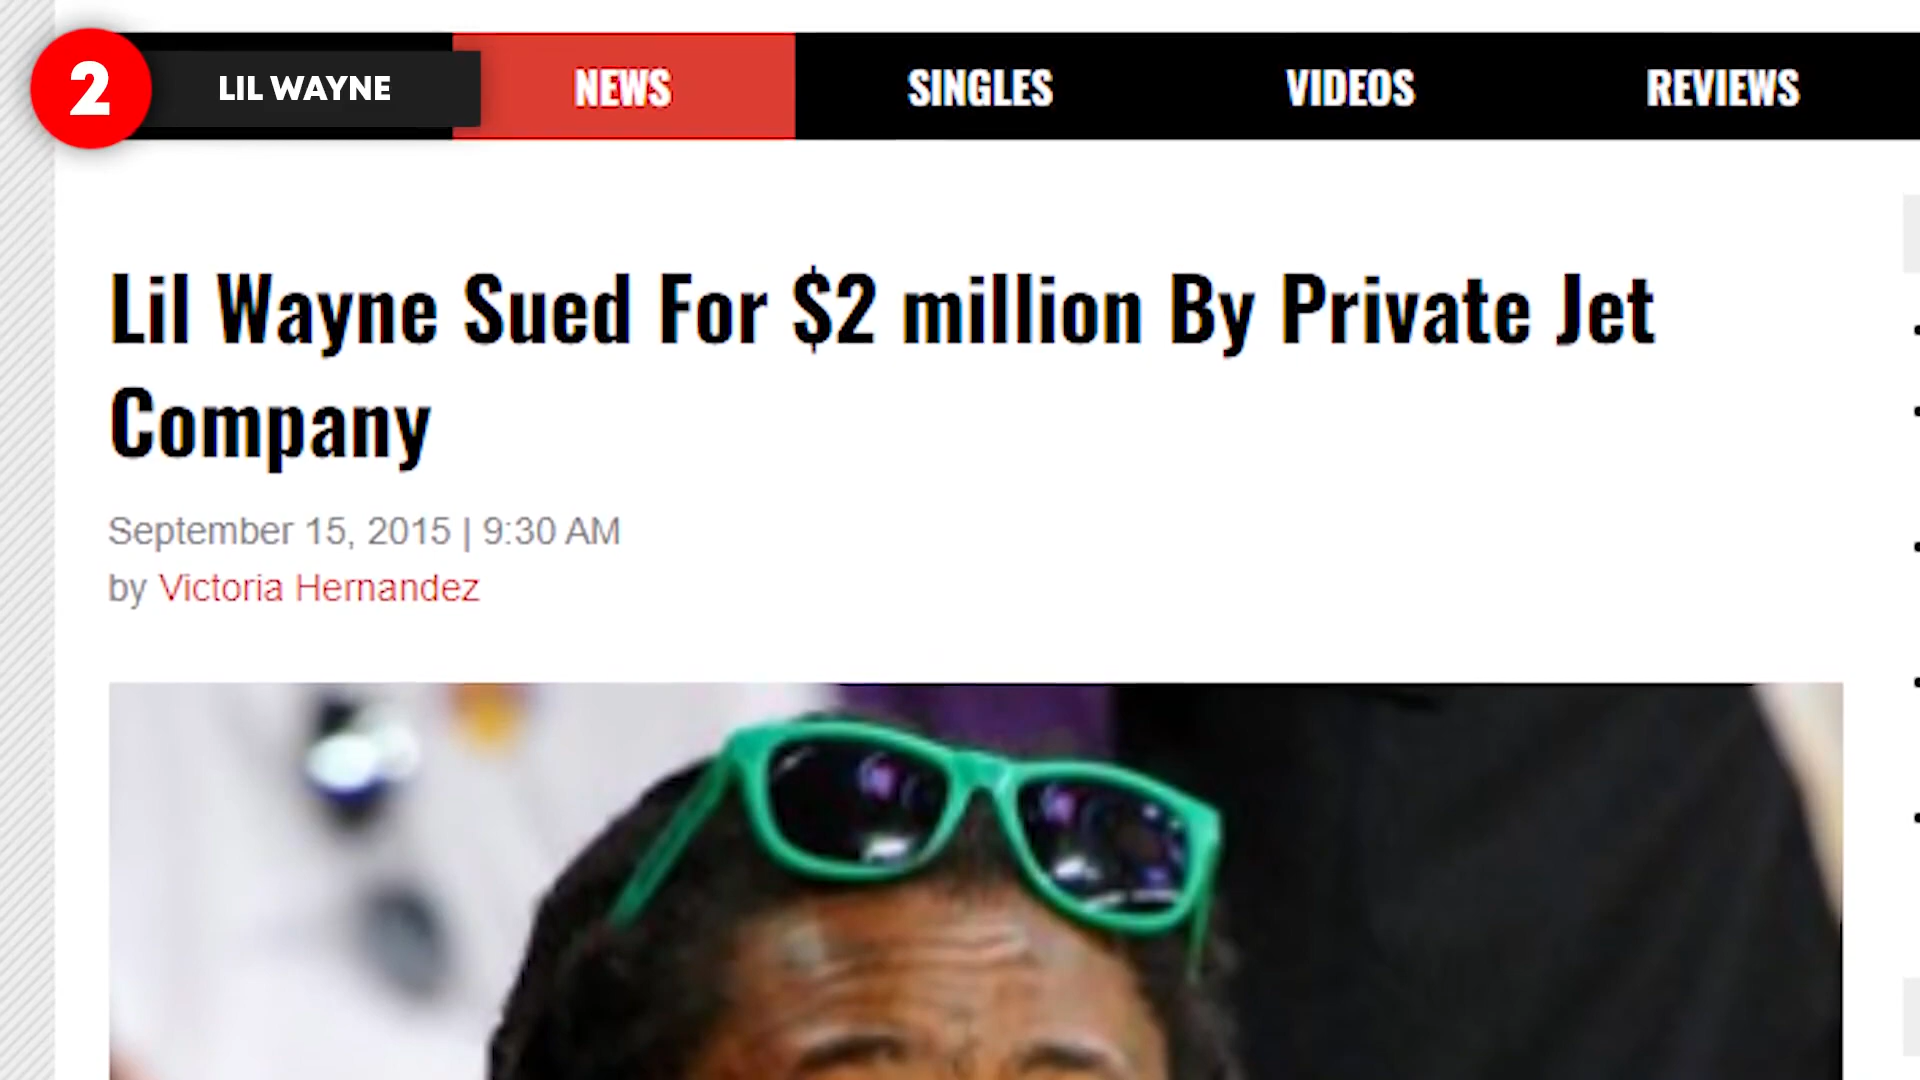 2
LIL WAYNE
NEWS
SINGLES
VIDEOS
REVIEWS
Lil Wayne Sued For $2 million By Private Jet
Company
September 15, 2015 | 9:30 AM
by Victoria Hernandez